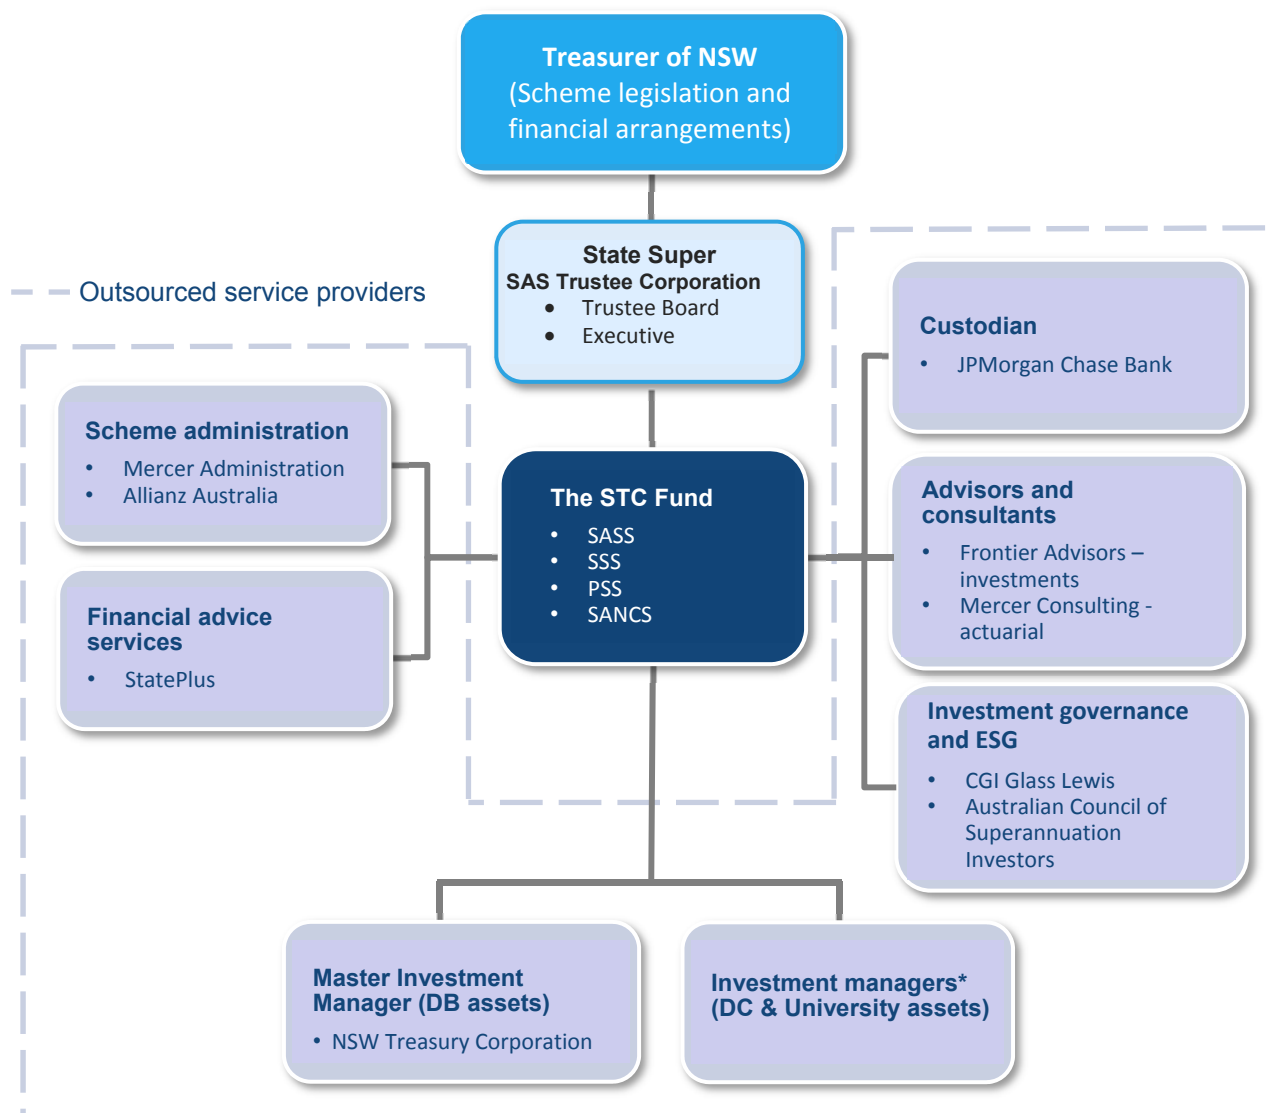 Treasurer of NSW
(Scheme legislation and
financial arrangements)
State Super
SAS Trustee Corporation
• Trustee Board
• Executive
Outsourced service providers
Scheme administration
• Mercer Administration
• Allianz Australia
Financial advice
services
• StatePlus
The STC Fund
• SASS
• SSS
• PSS
• SANCS
Custodian
• JPMorgan Chase Bank
Advisors and
consultants
• Frontier Advisors –
investments
• Mercer Consulting -
actuarial
Investment governance
and ESG
• CGI Glass Lewis
• Australian Council of
Superannuation
Investors
Master Investment
Manager (DB assets)
• NSW Treasury Corporation
Investment managers*
(DC & University assets)